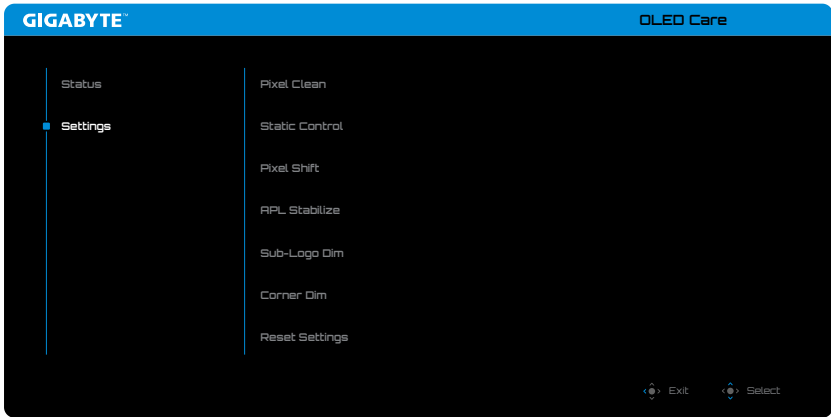 GIGABYTE™
OLED Care
Status
Settings
Pixel Clean
Static Control
Pixel Shift
APL Stabilize
Sub-Logo Dim
Corner Dim
Reset Settings
Exit
Select